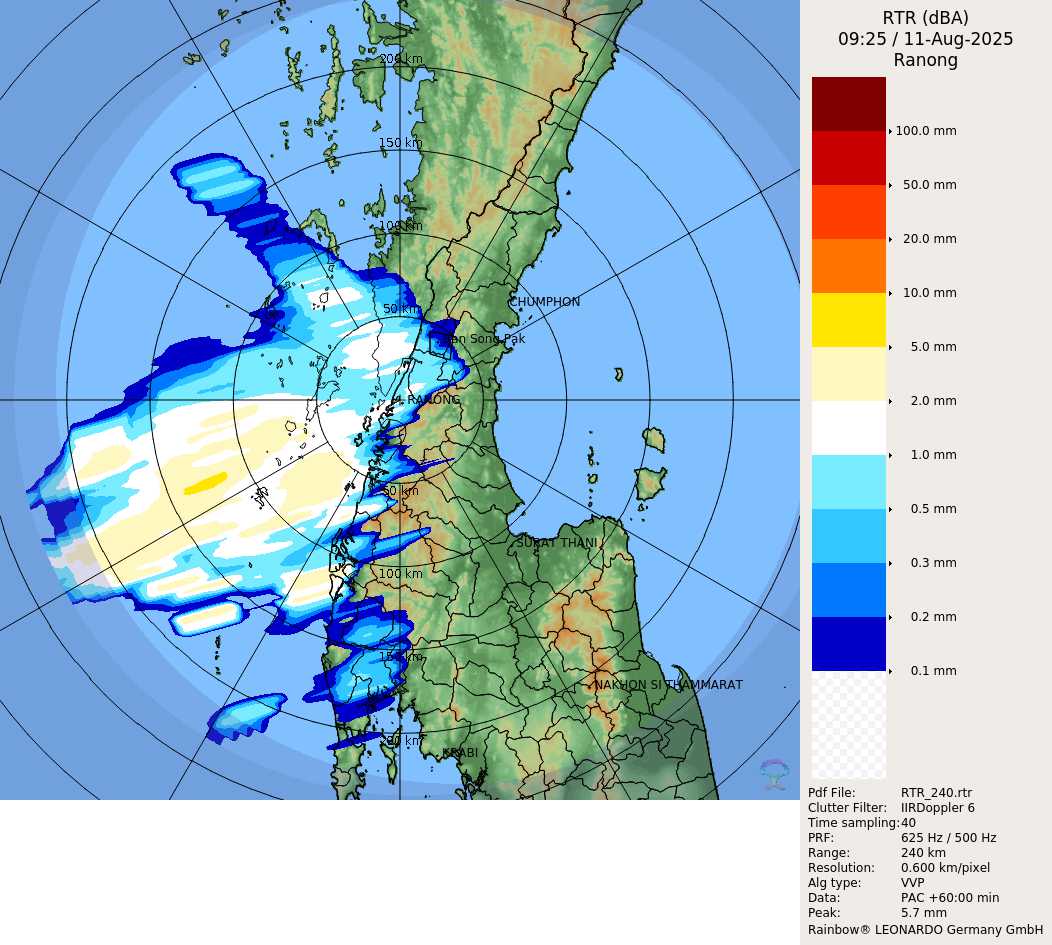 RTR (dBA)
09:25 / 11-Aug-2025
Ranong
200 km
150 km
100 km
50 km
CHUMPHON
Song Pak
RANONG
50 km
SURAT THANI
100 km
150 km
NAKHON SI THAMMARAT
200 km
KRABI
100.0 mm
50.0 mm
20.0 mm
10.0 mm
5.0 mm
2.0 mm
1.0 mm
0.5 mm
0.3 mm
0.2 mm
0.1 mm
Pdf File: RTR_240.rtr
Clutter Filter: IIRDoppler 6
Time sampling:40
PRF: 625 Hz / 500 Hz
Range: 240 km
Resolution: 0.600 km/pixel
Alg type: VVP
Data: PAC +60:00 min
Peak: 5.7 mm
Rainbow® LEONARDO Germany GmbH